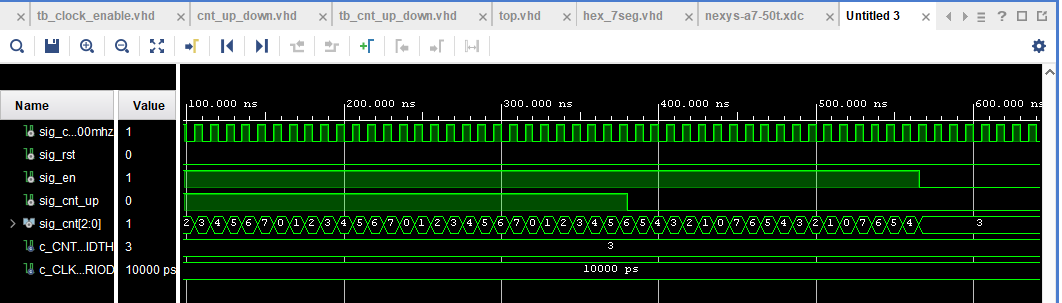 tb_clock_enable.vhd cnt_up_down.vhd tb_cnt_up_down.vhd top.vhd hex_7seg.vhd nexys-a7-50t.xdc Untitled 3
Name Value 100.000 ns 200.000 ns 300.000 ns 400.000 ns 500.000 ns 600.000 ns
sig_c...00mhz 1
sig_rst 0
sig_en 1
sig_cnt_up 0
sig_cnt[2:0] 1 2 3 4 5 6 7 0 1 2 3 4 5 6 7 0 1 2 3 4 5 6 7 0 1 2 3 4 5 6 5 4 3 2 1 0 7 6 5 4 3 2 1 0 7 6 5 4 3
c_CNT...IDTH 3 3
c_CLK...RIOD 10000 ps 10000 ps